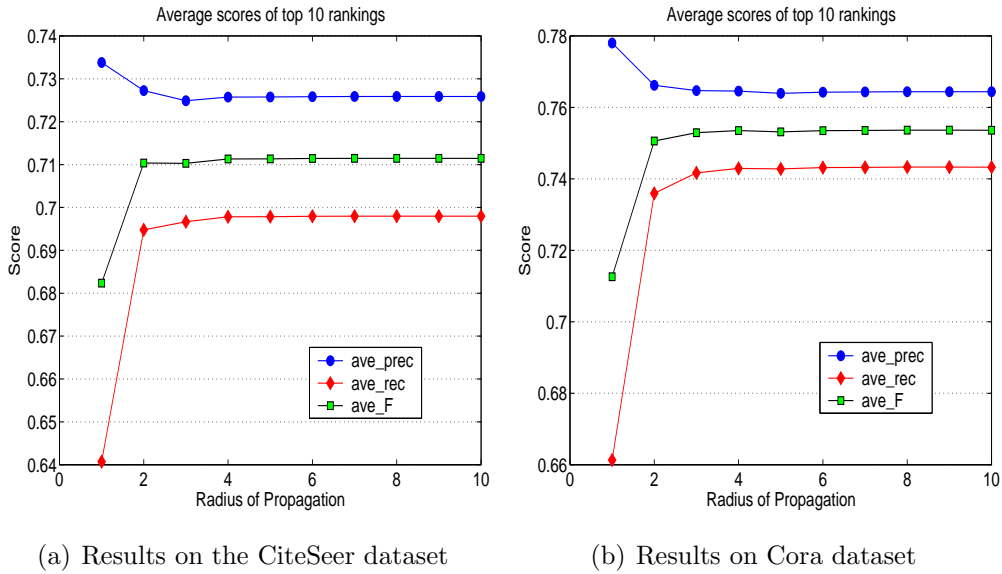 Average scores of top 10 rankings
0.74
0.73
0.72
0.71
0.7
0.69
0.68
0.67
0.66
0.65
0.64
Score
0 2 4 6 8 10
Radius of Propagation
ave_prec
ave_rec
ave_F
(a) Results on the CiteSeer dataset
Average scores of top 10 rankings
0.78
0.76
0.74
0.72
0.7
0.68
0.66
Score
0 2 4 6 8 10
Radius of Propagation
ave_prec
ave_rec
ave_F
(b) Results on Cora dataset